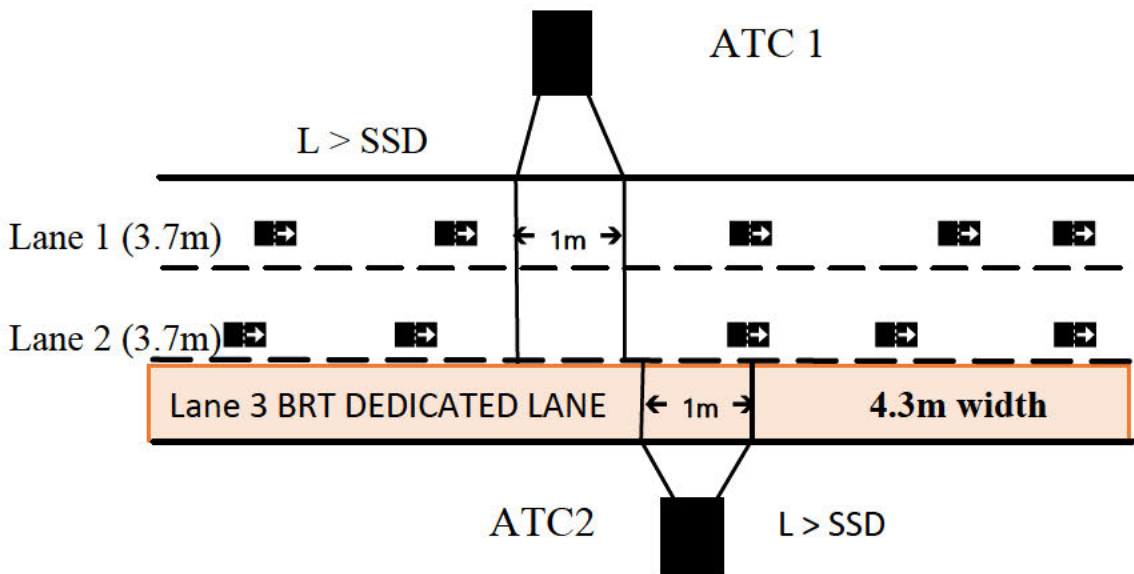 ATC 1
L > SSD
Lane 1 (3.7m)
1m
Lane 2 (3.7m)
Lane 3 BRT DEDICATED LANE
1m
4.3m width
ATC2
L > SSD